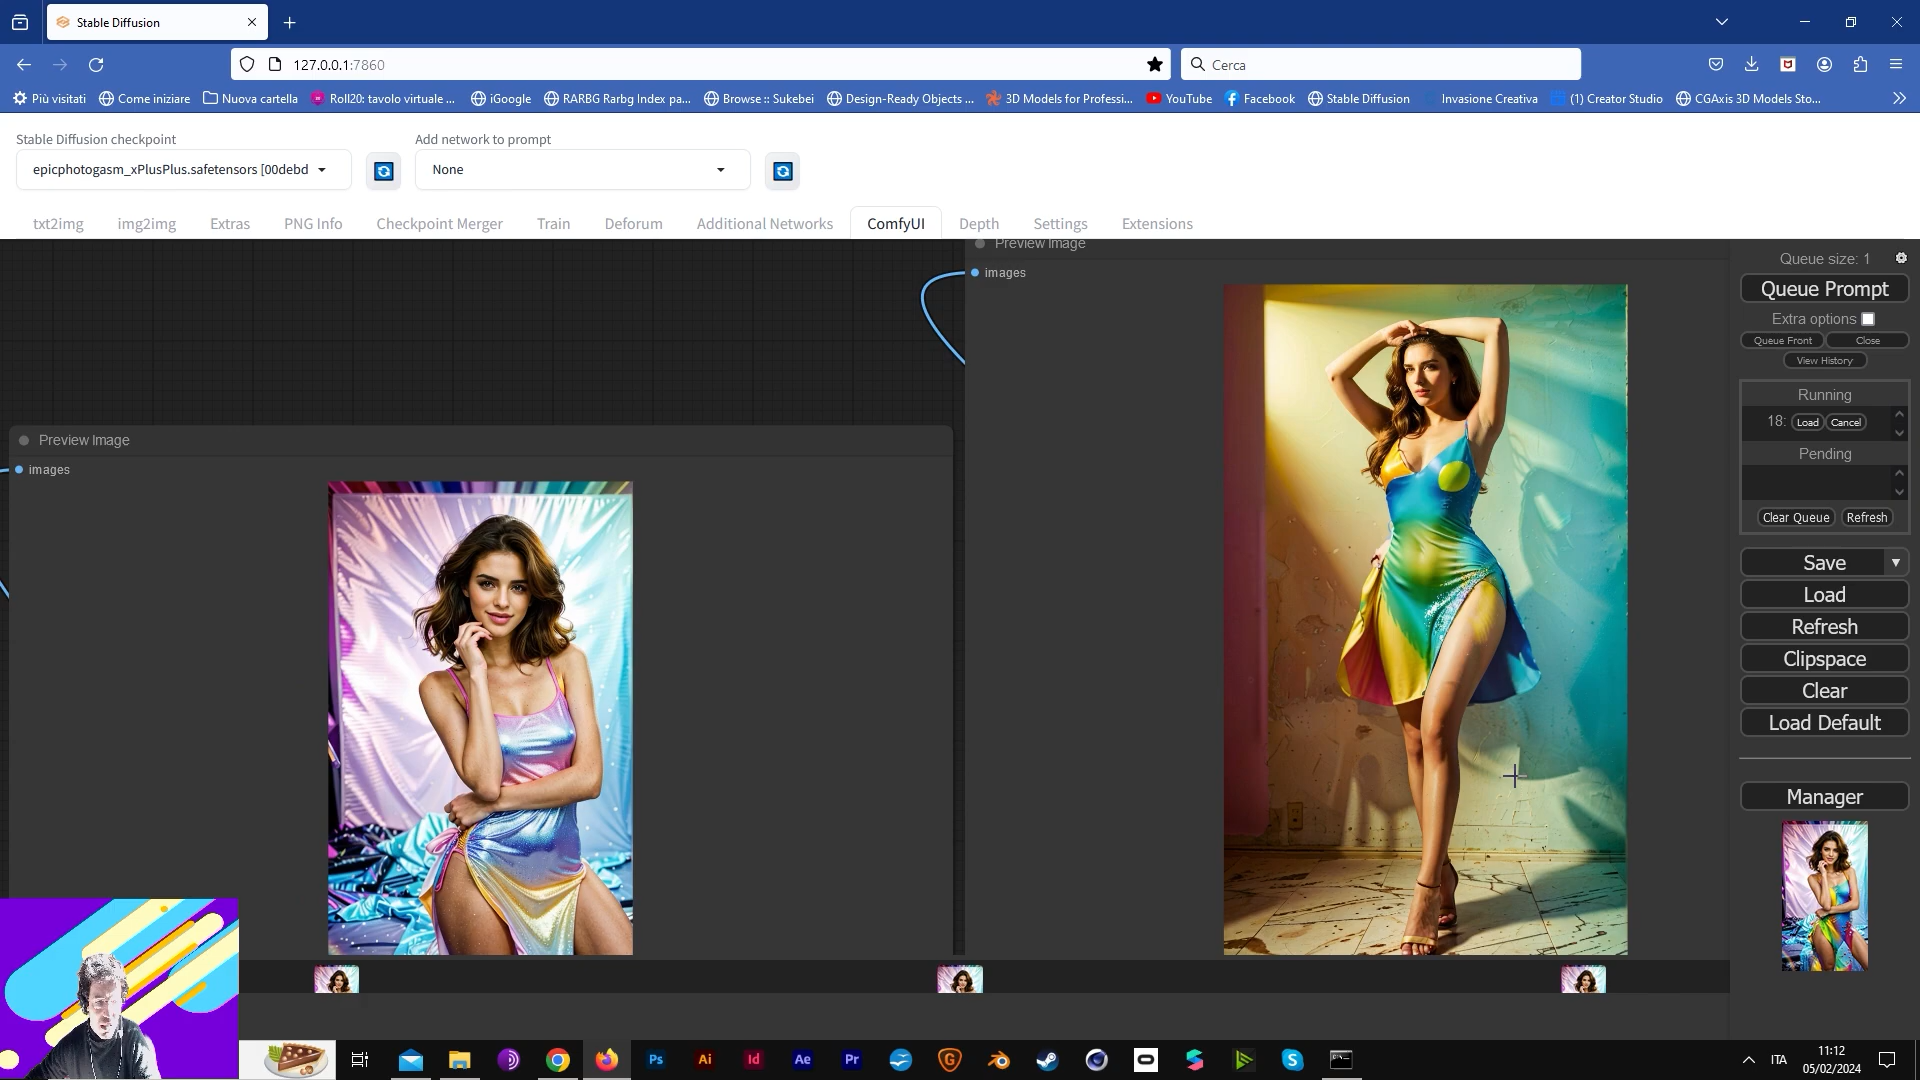 Stable Diffusion
127.0.0.1:7860
Cerca
Più visitati
Come iniziare
Nuova cartella
Roll20: tavolo virtuale ...
iGoogle
RARBG Rarbg Index pa...
Browse :: Sukebei
Design-Ready Objects ...
3D Models for Professi...
YouTube
Facebook
Stable Diffusion
Invasione Creativa
(1) Creator Studio
CGAxis 3D Models Sto...
Stable Diffusion checkpoint
Add network to prompt
epicphotogasm_xPlusPlus.safetensors [00debd
None
txt2img
img2img
Extras
PNG Info
Checkpoint Merger
Train
Deforum
Additional Networks
ComfyUI
Depth
Settings
Extensions
Preview Image
images
Preview Image
images
Queue size: 1
Queue Prompt
Extra options
Queue Front
Close
View History
Running
18: Load Cancel
Pending
Clear Queue
Refresh
Save
Load
Refresh
Clipspace
Clear
Load Default
Manager
Ps
Ai
Id
Ae
Pr
ITA
11:12
05/02/2024